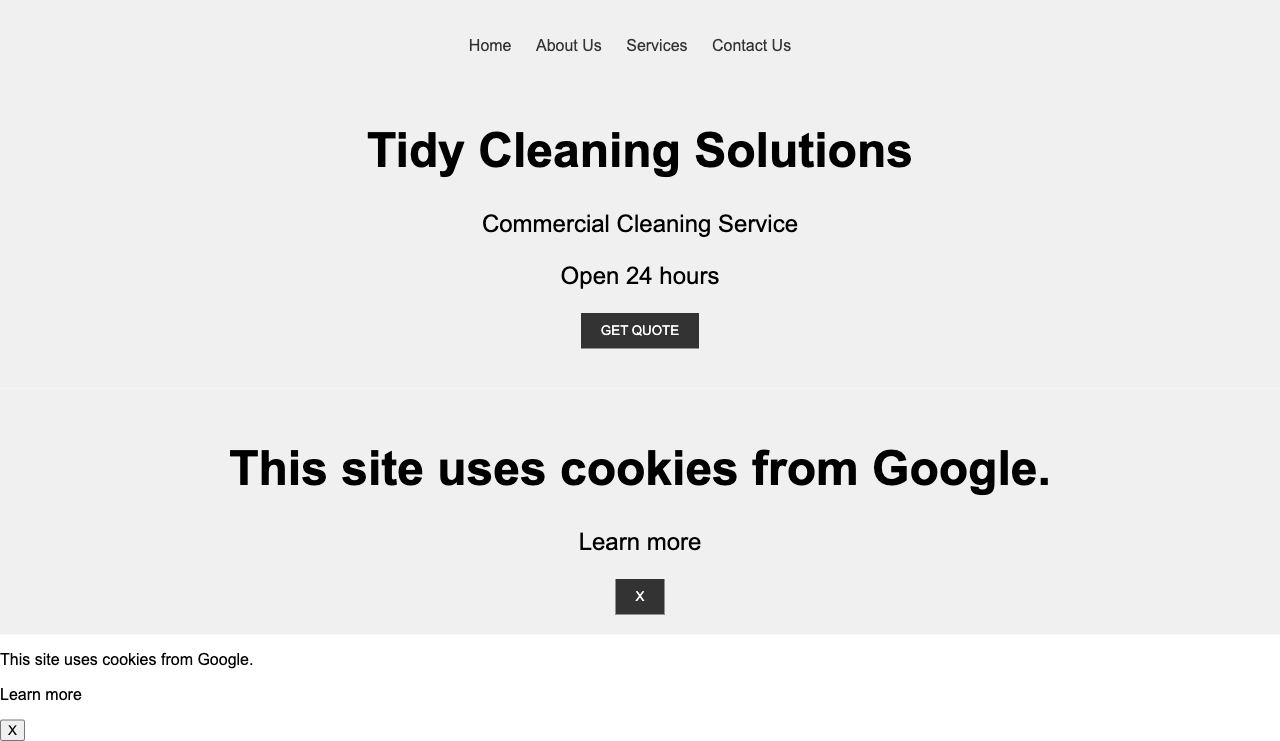 Home About Us Services Contact Us
Tidy Cleaning Solutions
Commercial Cleaning Service
Open 24 hours
GET QUOTE
This site uses cookies from Google.
Learn more
X
This site uses cookies from Google.
Learn more
X